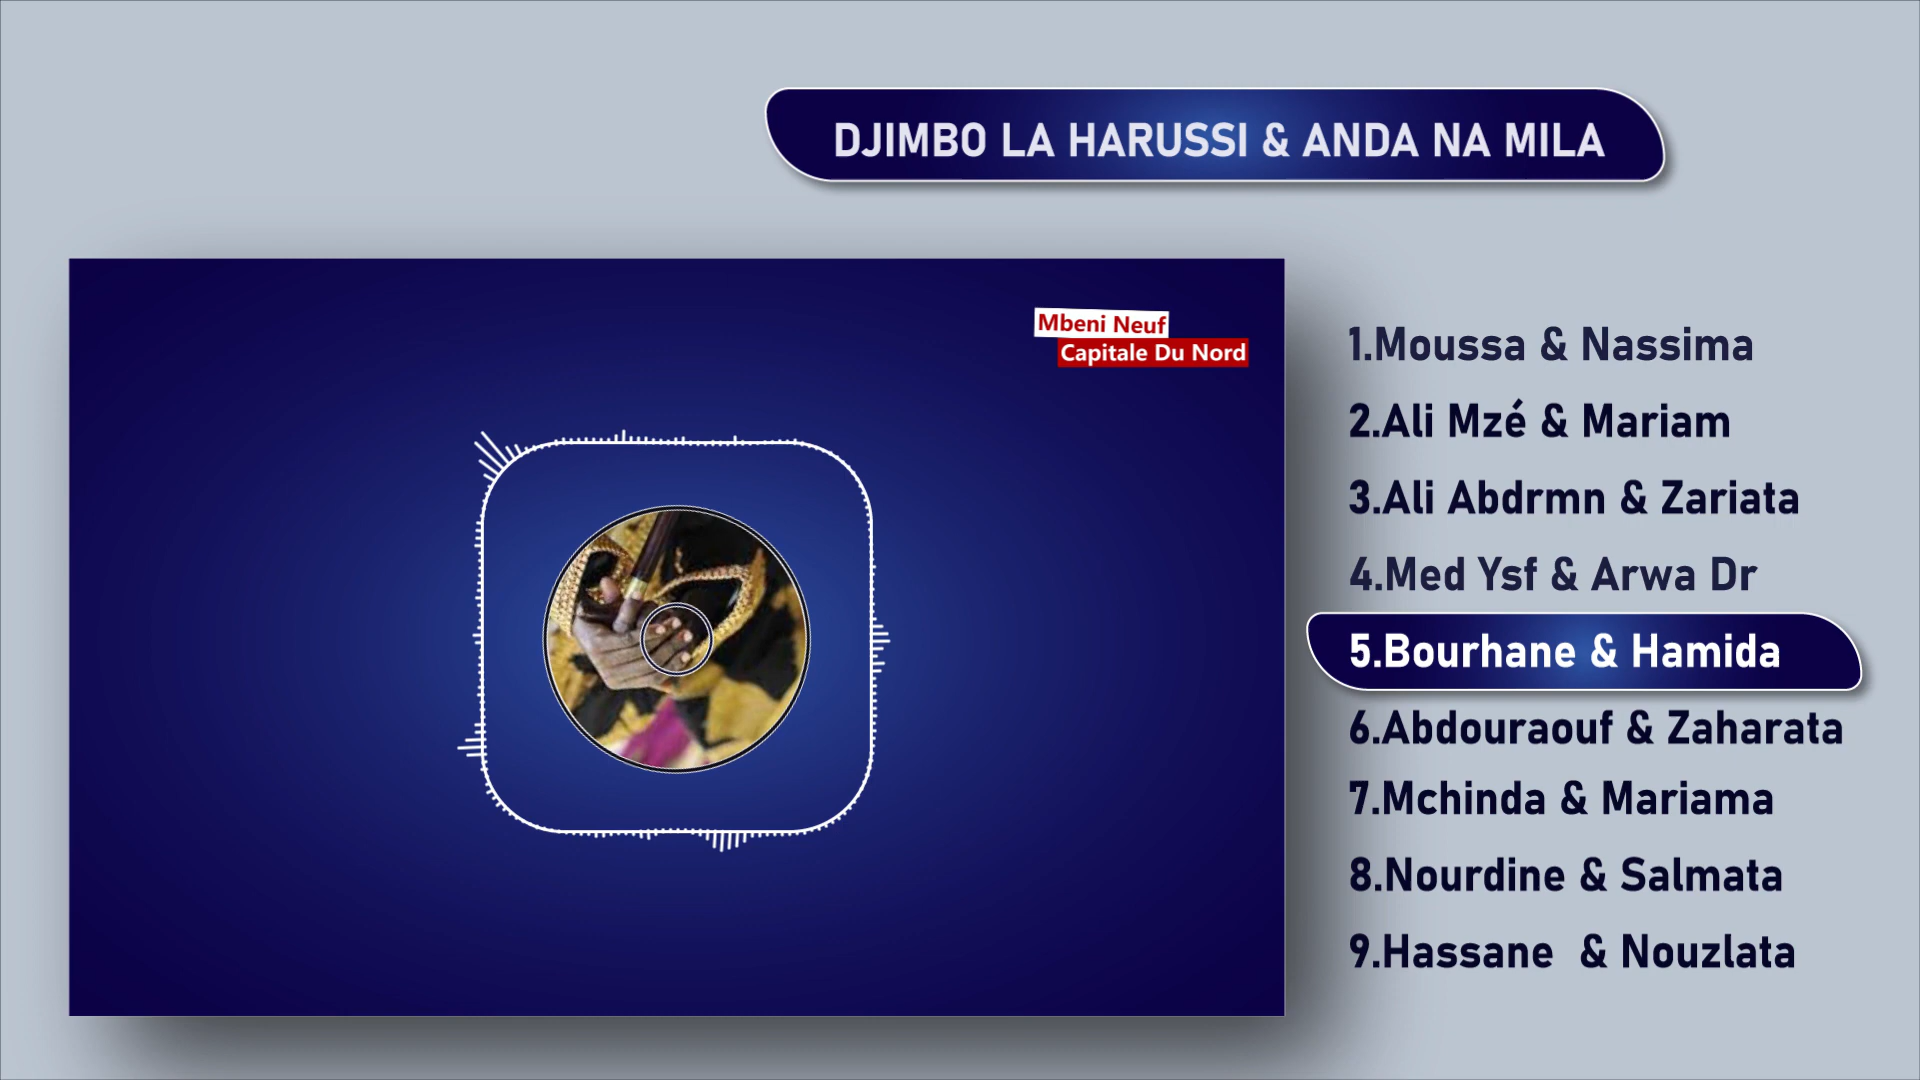 DJIMBO LA HARUSSI & ANDA NA MILA
Mbeni Neuf
Capitale Du Nord
1.Moussa & Nassima
2.Ali Mzé & Mariam
3.Ali Abdrmn & Zariata
4.Med Ysf & Arwa Dr
5.Bourhane & Hamida
6.Abdouraouf & Zaharata
7.Mchinda & Mariama
8.Nourdine & Salmata
9.Hassane  & Nouzlata